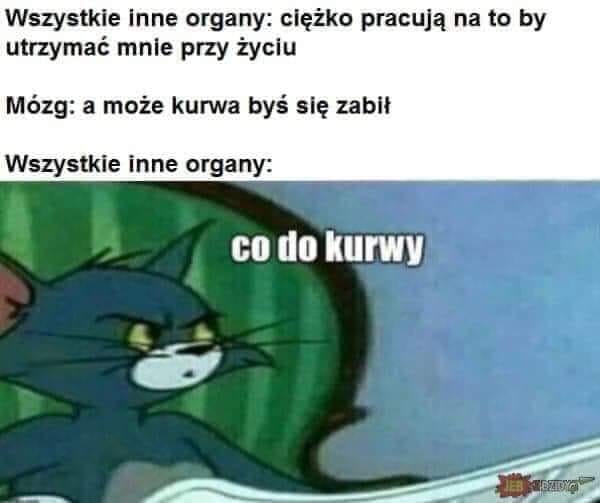 Wszystkie inne organy: ciężko pracują na to by
utrzymać mnie przy życiu
Mózg: a może kurwa byś się zabił
Wszystkie inne organy:
co do kurwy